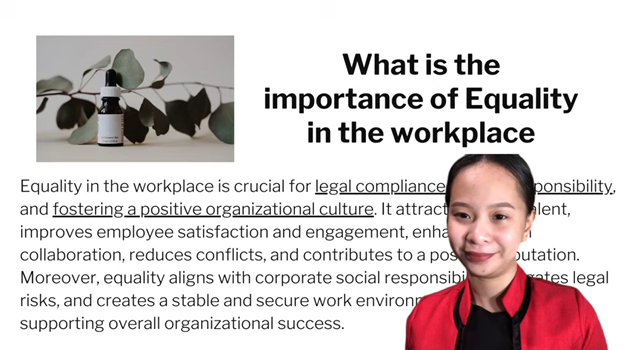 What is the
importance of Equality
in the workplace
Equality in the workplace is crucial for legal compliance
and fostering a positive organizational culture. It
improves employee satisfaction and engagement,
collaboration, reduces conflicts, and contributes to a
Moreover, equality aligns with corporate social legal
risks, and creates a stable and secure work
supporting overall organizational success.